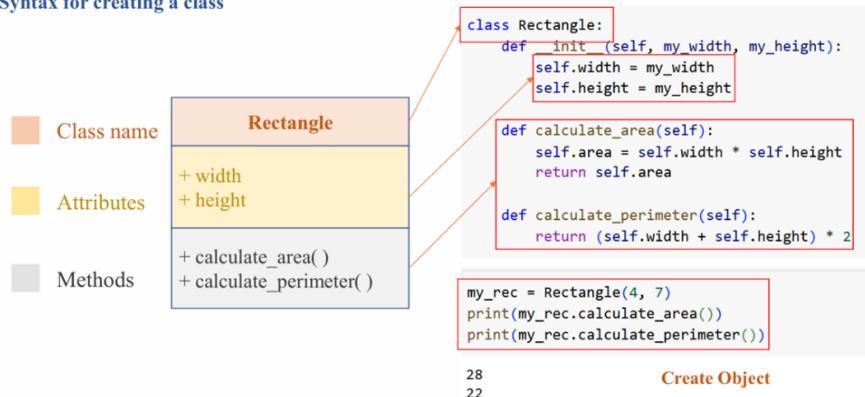 Syntax for creating a class
Class name
Attributes
Methods
Rectangle
+ width
+ height
+ calculate_area( )
+ calculate_perimeter( )
class Rectangle:
def __init__(self, my_width, my_height):
self.width = my_width
self.height = my_height
def calculate_area(self):
self.area = self.width * self.height
return self.area
def calculate_perimeter(self):
return (self.width + self.height) * 2
my_rec = Rectangle(4, 7)
print(my_rec.calculate_area())
print(my_rec.calculate_perimeter())
28
22
Create Object